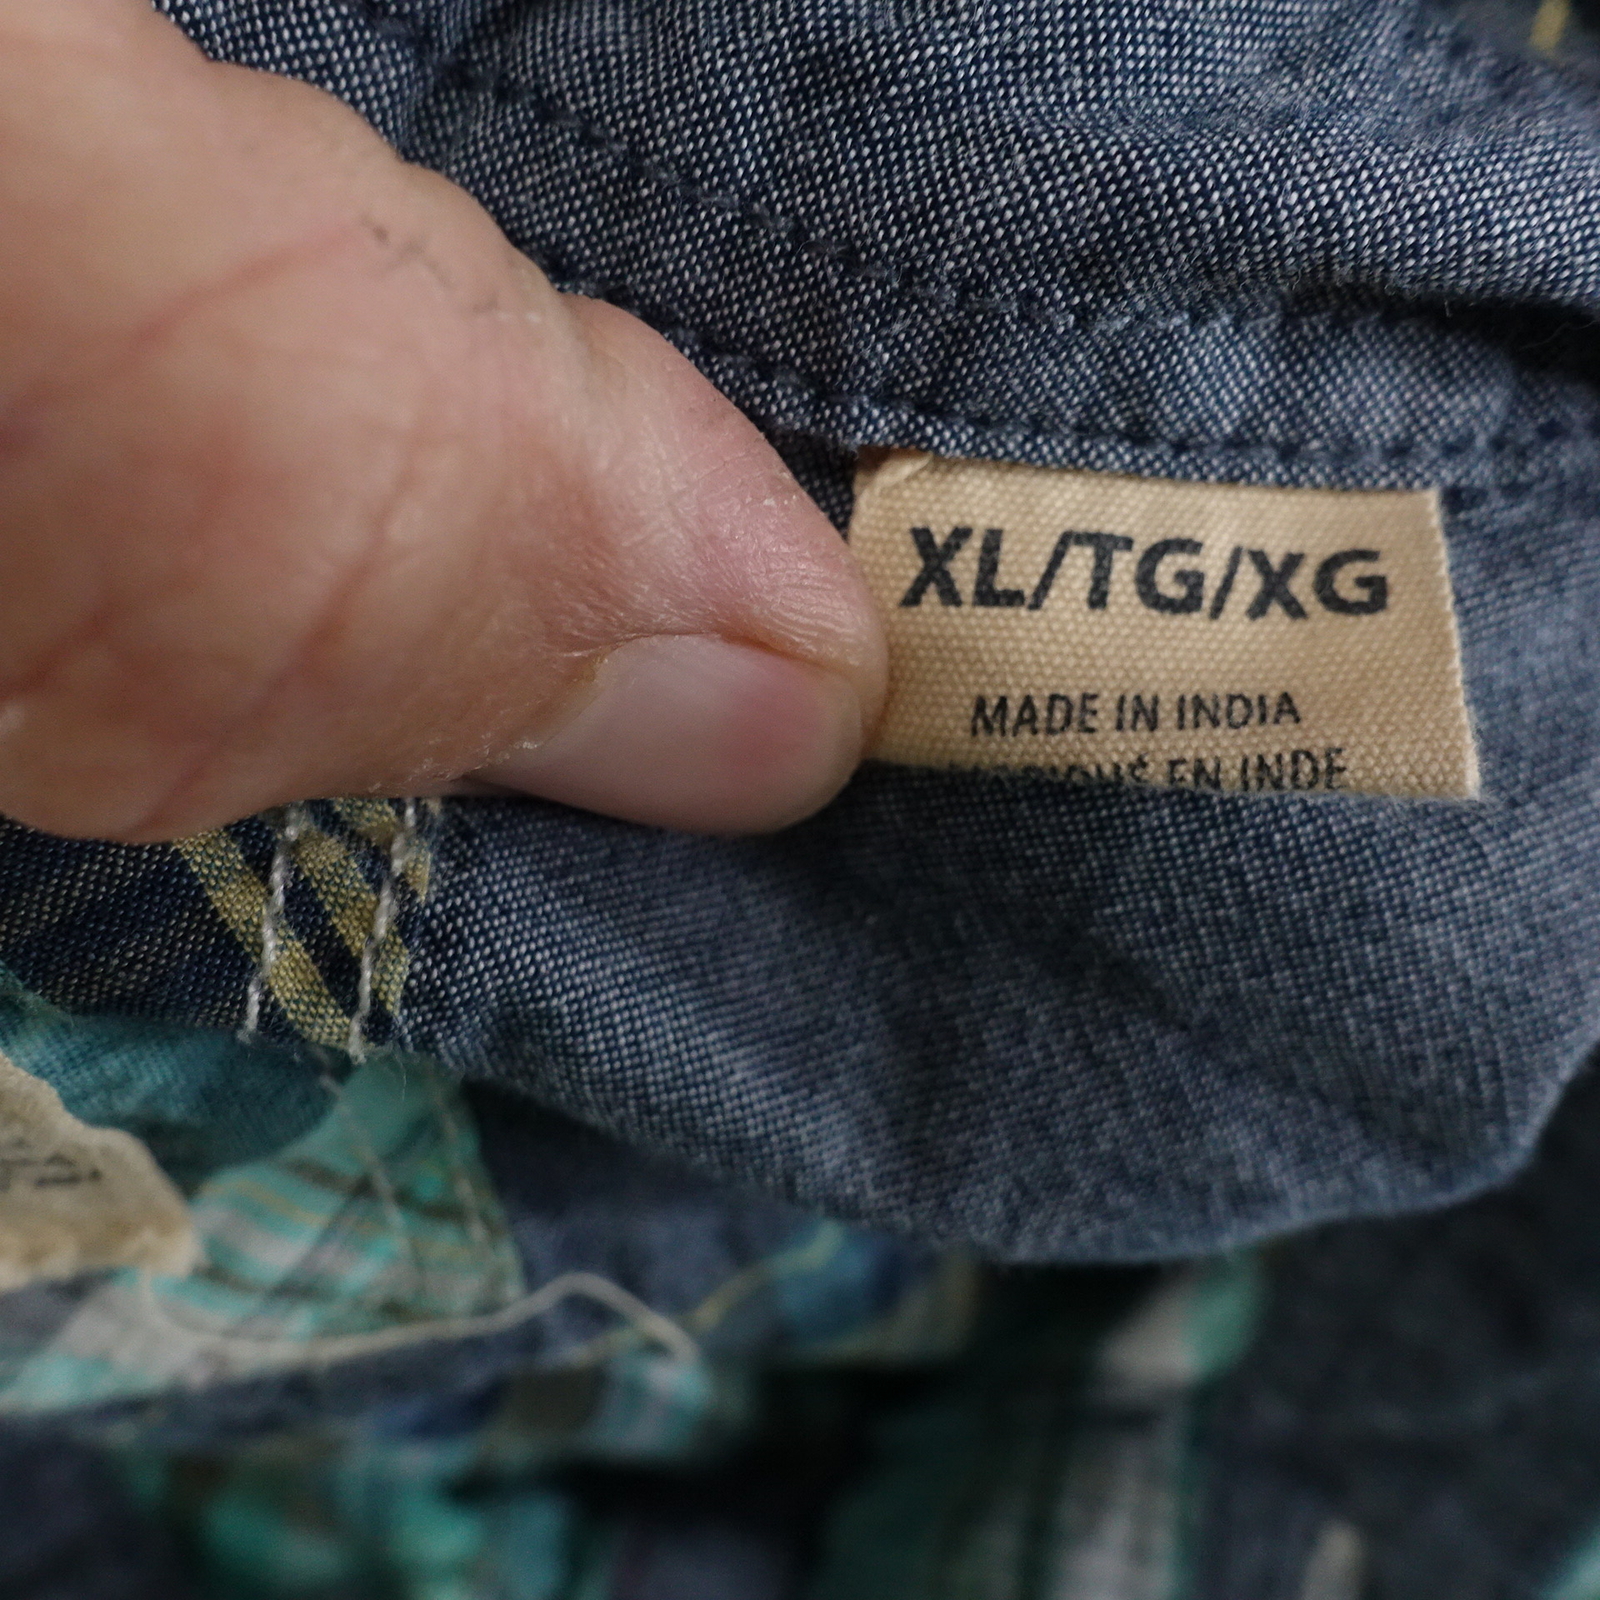 XL/TG/XG
MADE IN INDIA
EN INDE